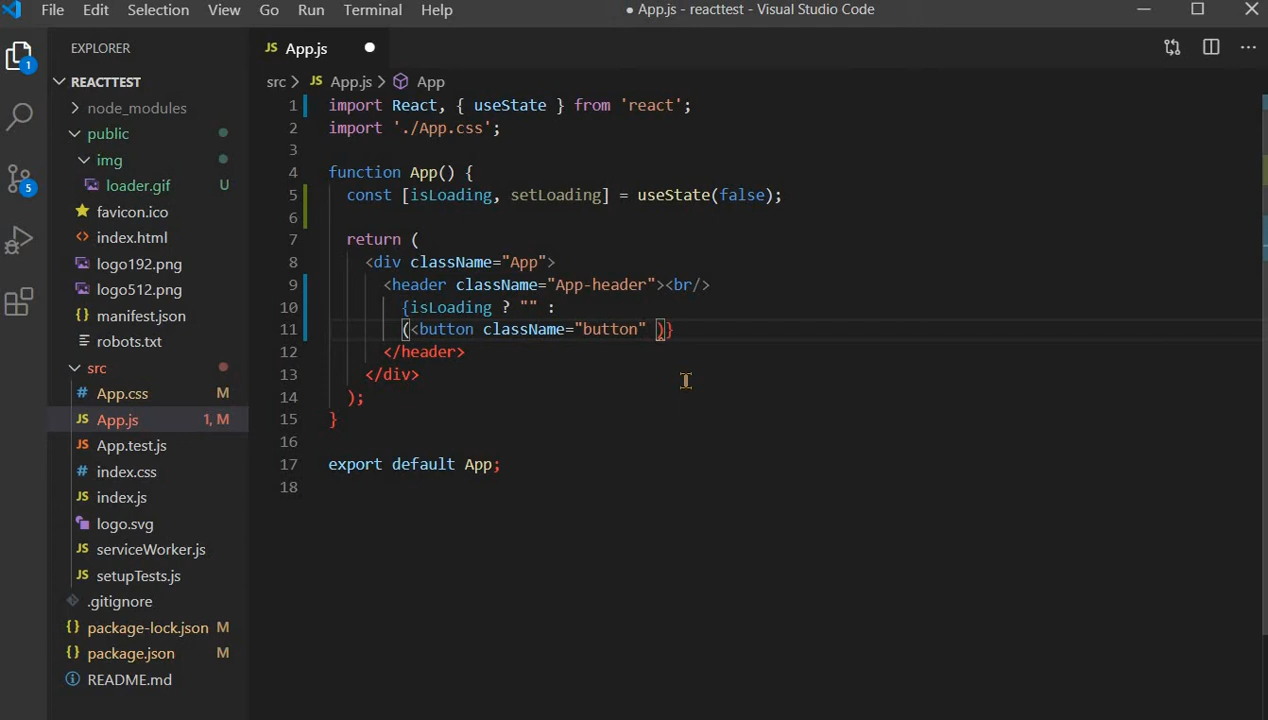 File Edit Selection View Go Run Terminal Help ● App.js - reacttest - Visual Studio Code
EXPLORER
1
5
REACTTEST
node_modules
public
img
loader.gif U
favicon.ico
index.html
logo192.png
logo512.png
manifest.json
robots.txt
src
App.css M
App.js 1, M
App.test.js
index.css
index.js
logo.svg
serviceWorker.js
setupTests.js
.gitignore
package-lock.json M
package.json M
README.md
JS App.js ●
src > JS App.js > App
1 import React, { useState } from 'react';
2 import './App.css';
3
4 function App() {
5 const [isLoading, setLoading] = useState(false);
6
7 return (
8 <div className="App">
9 <header className="App-header"><br/>
10 {isLoading ? "" :
11 (<button className="button" )}
12 </header>
13 </div>
14 );
15 }
16
17 export default App;
18